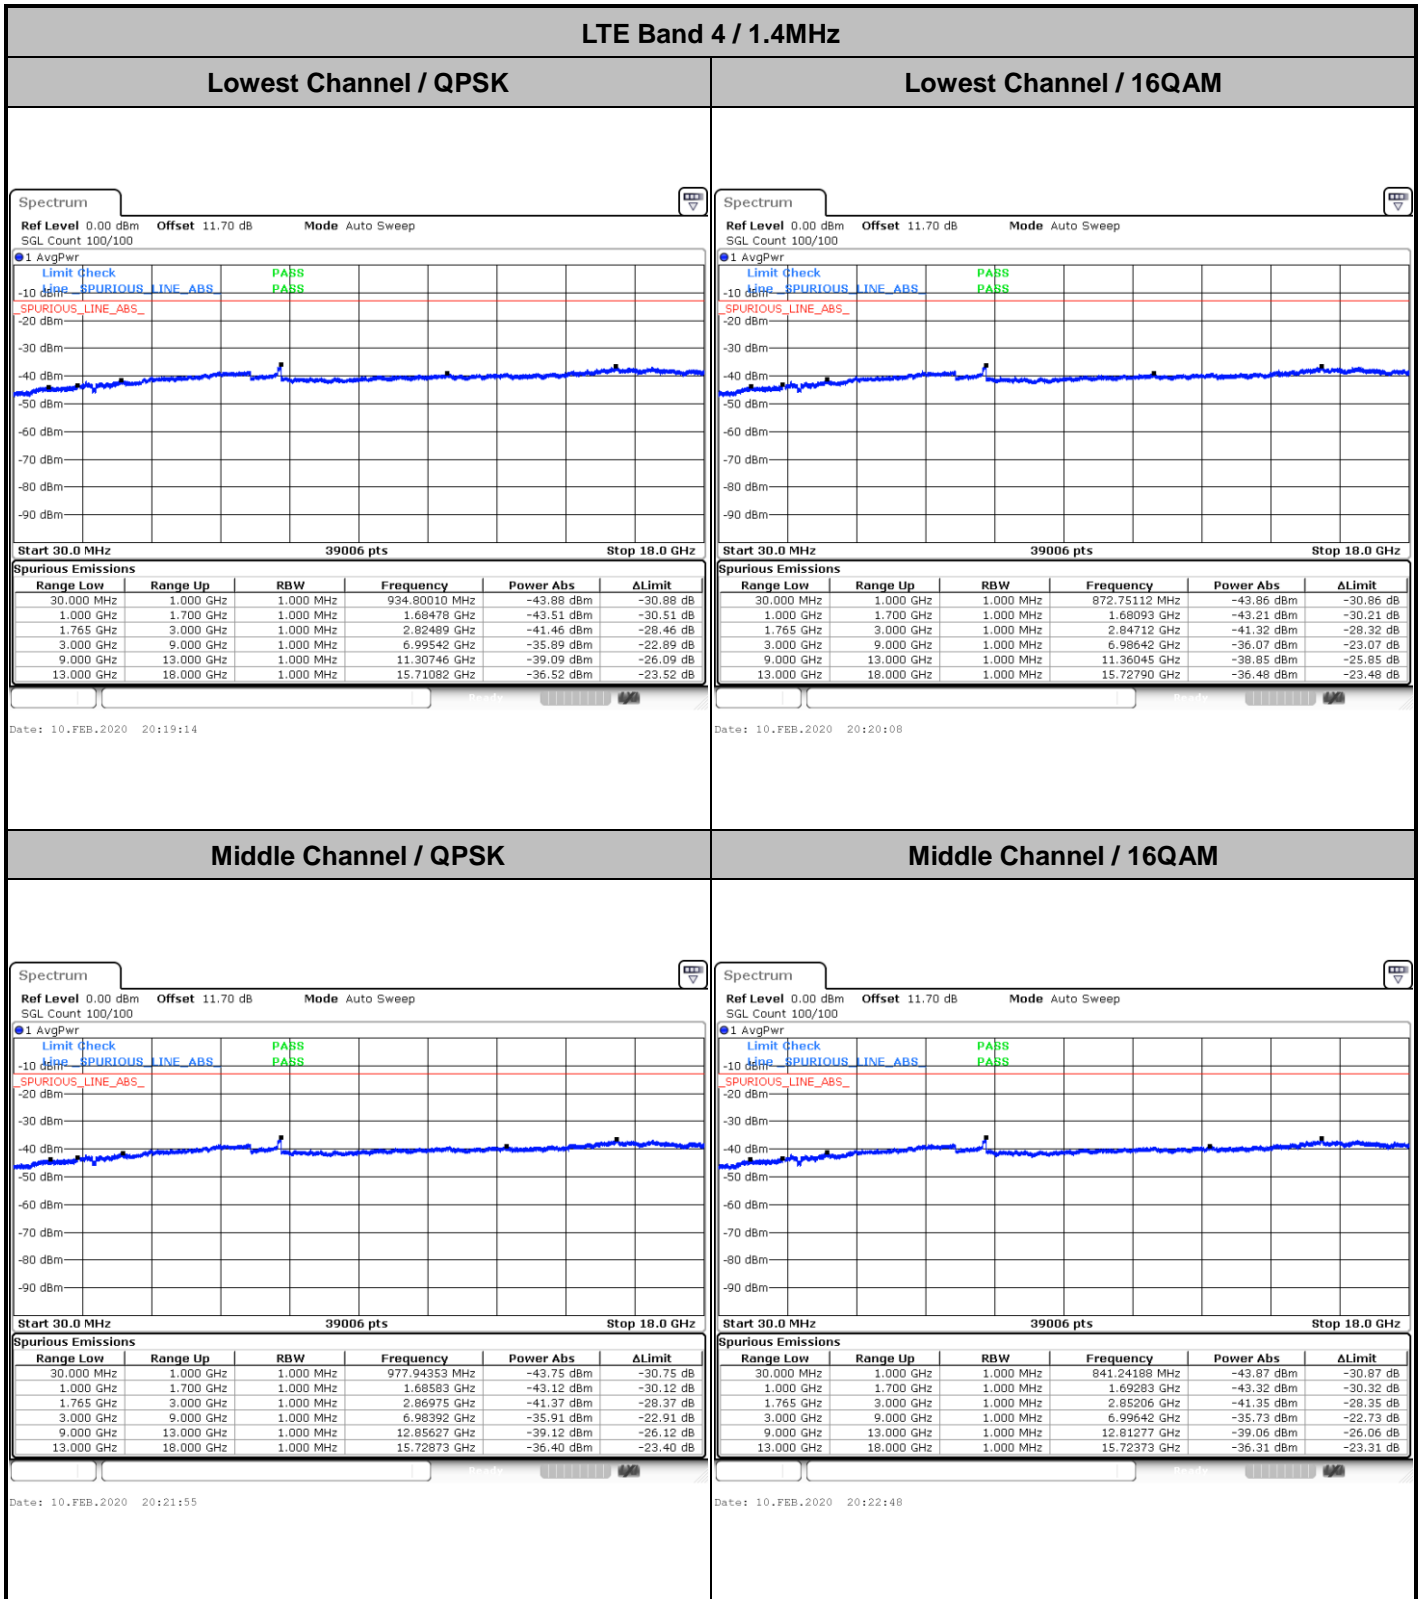 LTE Band 4 / 1.4MHz
Lowest Channel / QPSK
Lowest Channel / 16QAM
Spectrum
Ref Level 0.00 dBm Offset 11.70 dB Mode Auto Sweep
SGL Count 100/100
1 AvgPwr
Limit Check PASS
Line _SPURIOUS_LINE_ABS_ PASS
-10 dBm
_SPURIOUS_LINE_ABS_
-20 dBm
-30 dBm
-40 dBm
-50 dBm
-60 dBm
-70 dBm
-80 dBm
-90 dBm
Start 30.0 MHz 39006 pts Stop 18.0 GHz
Spurious Emissions
Range Low Range Up RBW Frequency Power Abs ΔLimit
30.000 MHz 1.000 GHz 1.000 MHz 934.80010 MHz -43.88 dBm -30.88 dB
1.000 GHz 1.700 GHz 1.000 MHz 1.68478 GHz -43.51 dBm -30.51 dB
1.765 GHz 3.000 GHz 1.000 MHz 2.82489 GHz -41.46 dBm -28.46 dB
3.000 GHz 9.000 GHz 1.000 MHz 6.99542 GHz -35.89 dBm -22.89 dB
9.000 GHz 13.000 GHz 1.000 MHz 11.30746 GHz -39.09 dBm -26.09 dB
13.000 GHz 18.000 GHz 1.000 MHz 15.71082 GHz -36.52 dBm -23.52 dB
Date: 10.FEB.2020 20:19:14
Spectrum
Ref Level 0.00 dBm Offset 11.70 dB Mode Auto Sweep
SGL Count 100/100
1 AvgPwr
Limit Check PASS
Line _SPURIOUS_LINE_ABS_ PASS
-10 dBm
_SPURIOUS_LINE_ABS_
-20 dBm
-30 dBm
-40 dBm
-50 dBm
-60 dBm
-70 dBm
-80 dBm
-90 dBm
Start 30.0 MHz 39006 pts Stop 18.0 GHz
Spurious Emissions
Range Low Range Up RBW Frequency Power Abs ΔLimit
30.000 MHz 1.000 GHz 1.000 MHz 872.75112 MHz -43.86 dBm -30.86 dB
1.000 GHz 1.700 GHz 1.000 MHz 1.68093 GHz -43.21 dBm -30.21 dB
1.765 GHz 3.000 GHz 1.000 MHz 2.84712 GHz -41.32 dBm -28.32 dB
3.000 GHz 9.000 GHz 1.000 MHz 6.98642 GHz -36.07 dBm -23.07 dB
9.000 GHz 13.000 GHz 1.000 MHz 11.36045 GHz -38.85 dBm -25.85 dB
13.000 GHz 18.000 GHz 1.000 MHz 15.72790 GHz -36.48 dBm -23.48 dB
Date: 10.FEB.2020 20:20:08
Middle Channel / QPSK
Middle Channel / 16QAM
Spectrum
Ref Level 0.00 dBm Offset 11.70 dB Mode Auto Sweep
SGL Count 100/100
1 AvgPwr
Limit Check PASS
Line _SPURIOUS_LINE_ABS_ PASS
-10 dBm
_SPURIOUS_LINE_ABS_
-20 dBm
-30 dBm
-40 dBm
-50 dBm
-60 dBm
-70 dBm
-80 dBm
-90 dBm
Start 30.0 MHz 39006 pts Stop 18.0 GHz
Spurious Emissions
Range Low Range Up RBW Frequency Power Abs ΔLimit
30.000 MHz 1.000 GHz 1.000 MHz 977.94353 MHz -43.75 dBm -30.75 dB
1.000 GHz 1.700 GHz 1.000 MHz 1.68583 GHz -43.12 dBm -30.12 dB
1.765 GHz 3.000 GHz 1.000 MHz 2.86975 GHz -41.37 dBm -28.37 dB
3.000 GHz 9.000 GHz 1.000 MHz 6.98392 GHz -35.91 dBm -22.91 dB
9.000 GHz 13.000 GHz 1.000 MHz 12.85627 GHz -39.12 dBm -26.12 dB
13.000 GHz 18.000 GHz 1.000 MHz 15.72873 GHz -36.40 dBm -23.40 dB
Date: 10.FEB.2020 20:21:55
Spectrum
Ref Level 0.00 dBm Offset 11.70 dB Mode Auto Sweep
SGL Count 100/100
1 AvgPwr
Limit Check PASS
Line _SPURIOUS_LINE_ABS_ PASS
-10 dBm
_SPURIOUS_LINE_ABS_
-20 dBm
-30 dBm
-40 dBm
-50 dBm
-60 dBm
-70 dBm
-80 dBm
-90 dBm
Start 30.0 MHz 39006 pts Stop 18.0 GHz
Spurious Emissions
Range Low Range Up RBW Frequency Power Abs ΔLimit
30.000 MHz 1.000 GHz 1.000 MHz 841.24188 MHz -43.87 dBm -30.87 dB
1.000 GHz 1.700 GHz 1.000 MHz 1.69283 GHz -43.32 dBm -30.32 dB
1.765 GHz 3.000 GHz 1.000 MHz 2.85206 GHz -41.35 dBm -28.35 dB
3.000 GHz 9.000 GHz 1.000 MHz 6.99642 GHz -35.73 dBm -22.73 dB
9.000 GHz 13.000 GHz 1.000 MHz 12.81277 GHz -39.06 dBm -26.06 dB
13.000 GHz 18.000 GHz 1.000 MHz 15.72373 GHz -36.31 dBm -23.31 dB
Date: 10.FEB.2020 20:22:48